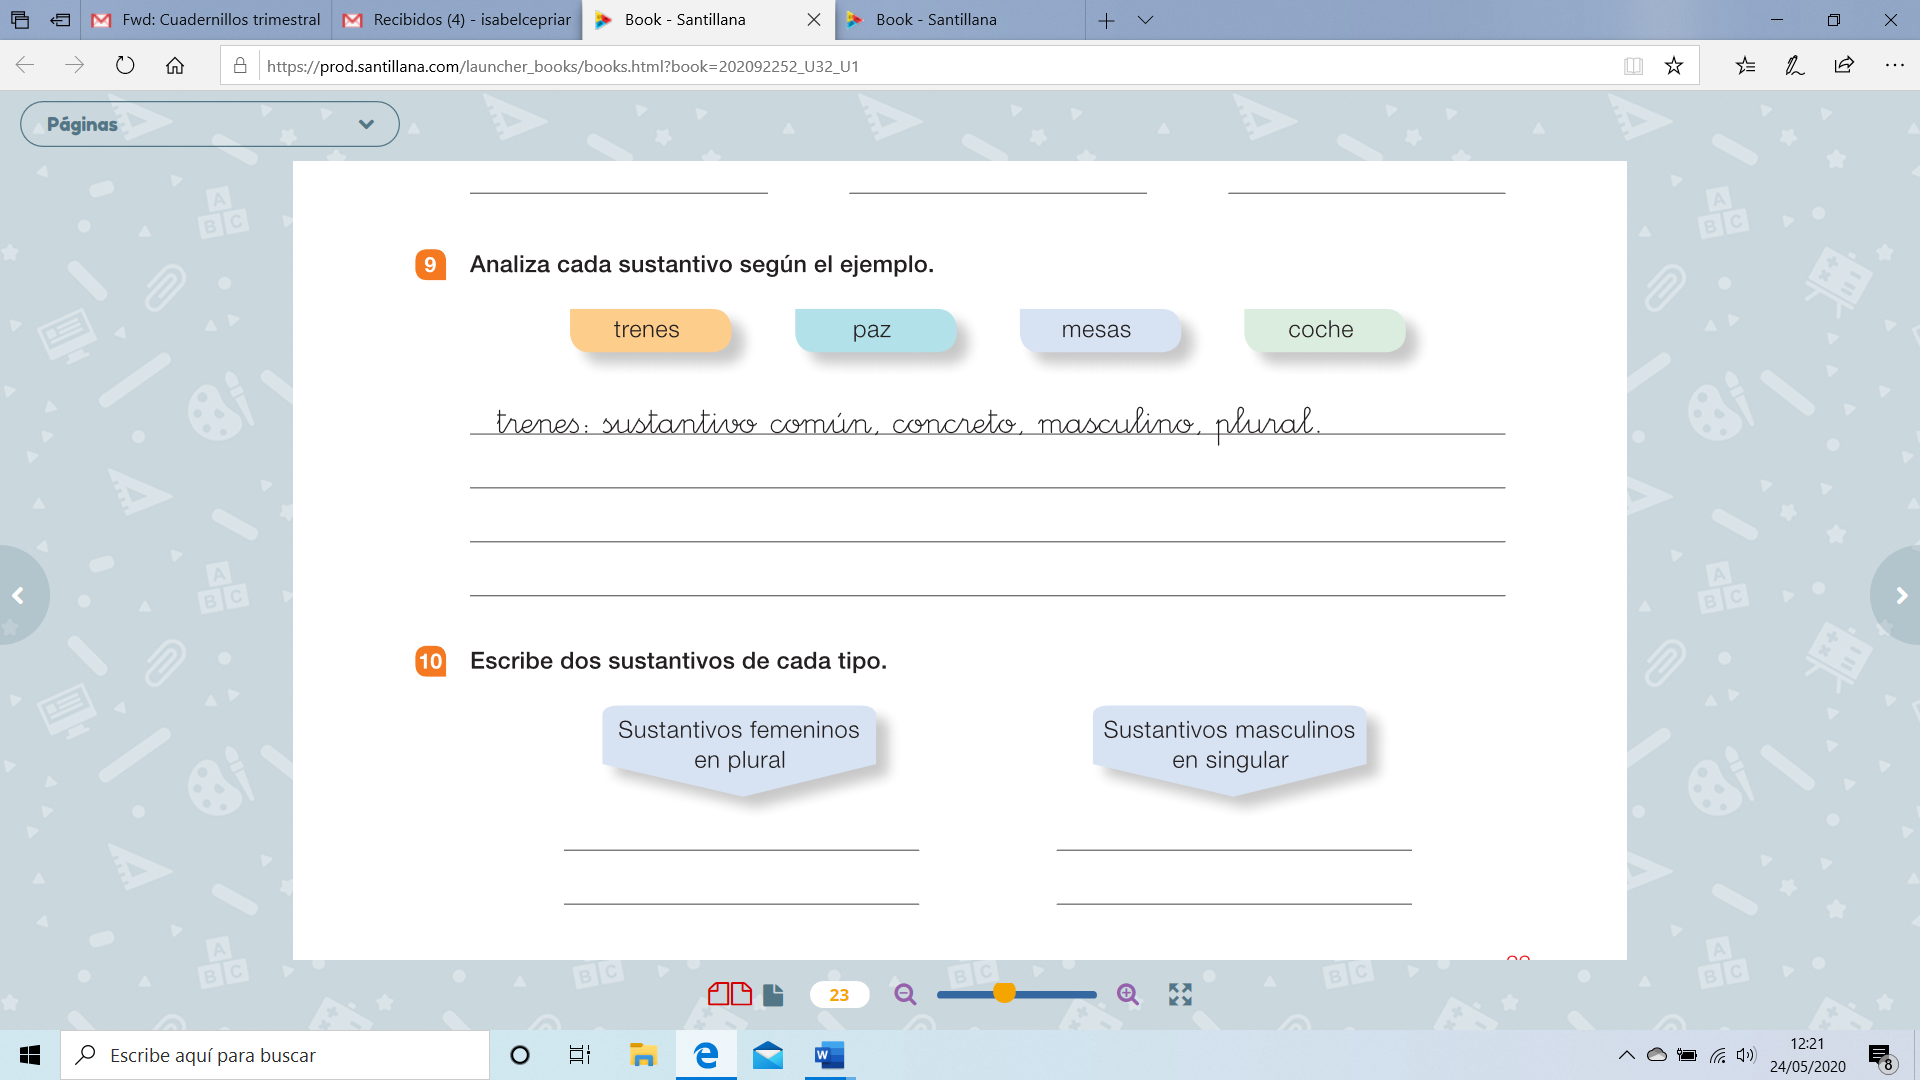 Fwd: Cuadernillos trimestral
Recibidos (4) - isabelcepriar
Book - Santillana
Book - Santillana
https://prod.santillana.com/launcher_books/books.html?book=202092252_U32_U1
Páginas
9 Analiza cada sustantivo según el ejemplo.
trenes paz mesas coche
trenes: sustantivo común, concreto, masculino, plural.
10 Escribe dos sustantivos de cada tipo.
Sustantivos femeninos
en plural
Sustantivos masculinos
en singular
23
Escribe aquí para buscar
12:21
24/05/2020
8